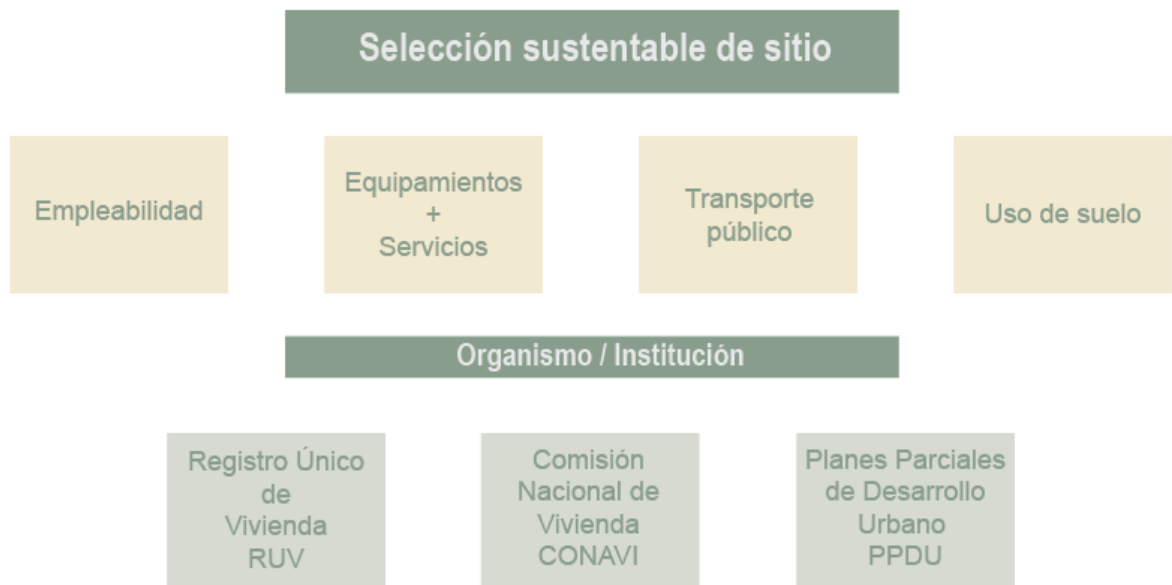 Selección sustentable de sitio
Empleabilidad
Equipamientos
+
Servicios
Transporte
público
Uso de suelo
Organismo / Institución
Registro Único
de
Vivienda
RUV
Comisión
Nacional de
Vivienda
CONAVI
Planes Parciales
de Desarrollo
Urbano
PPDU